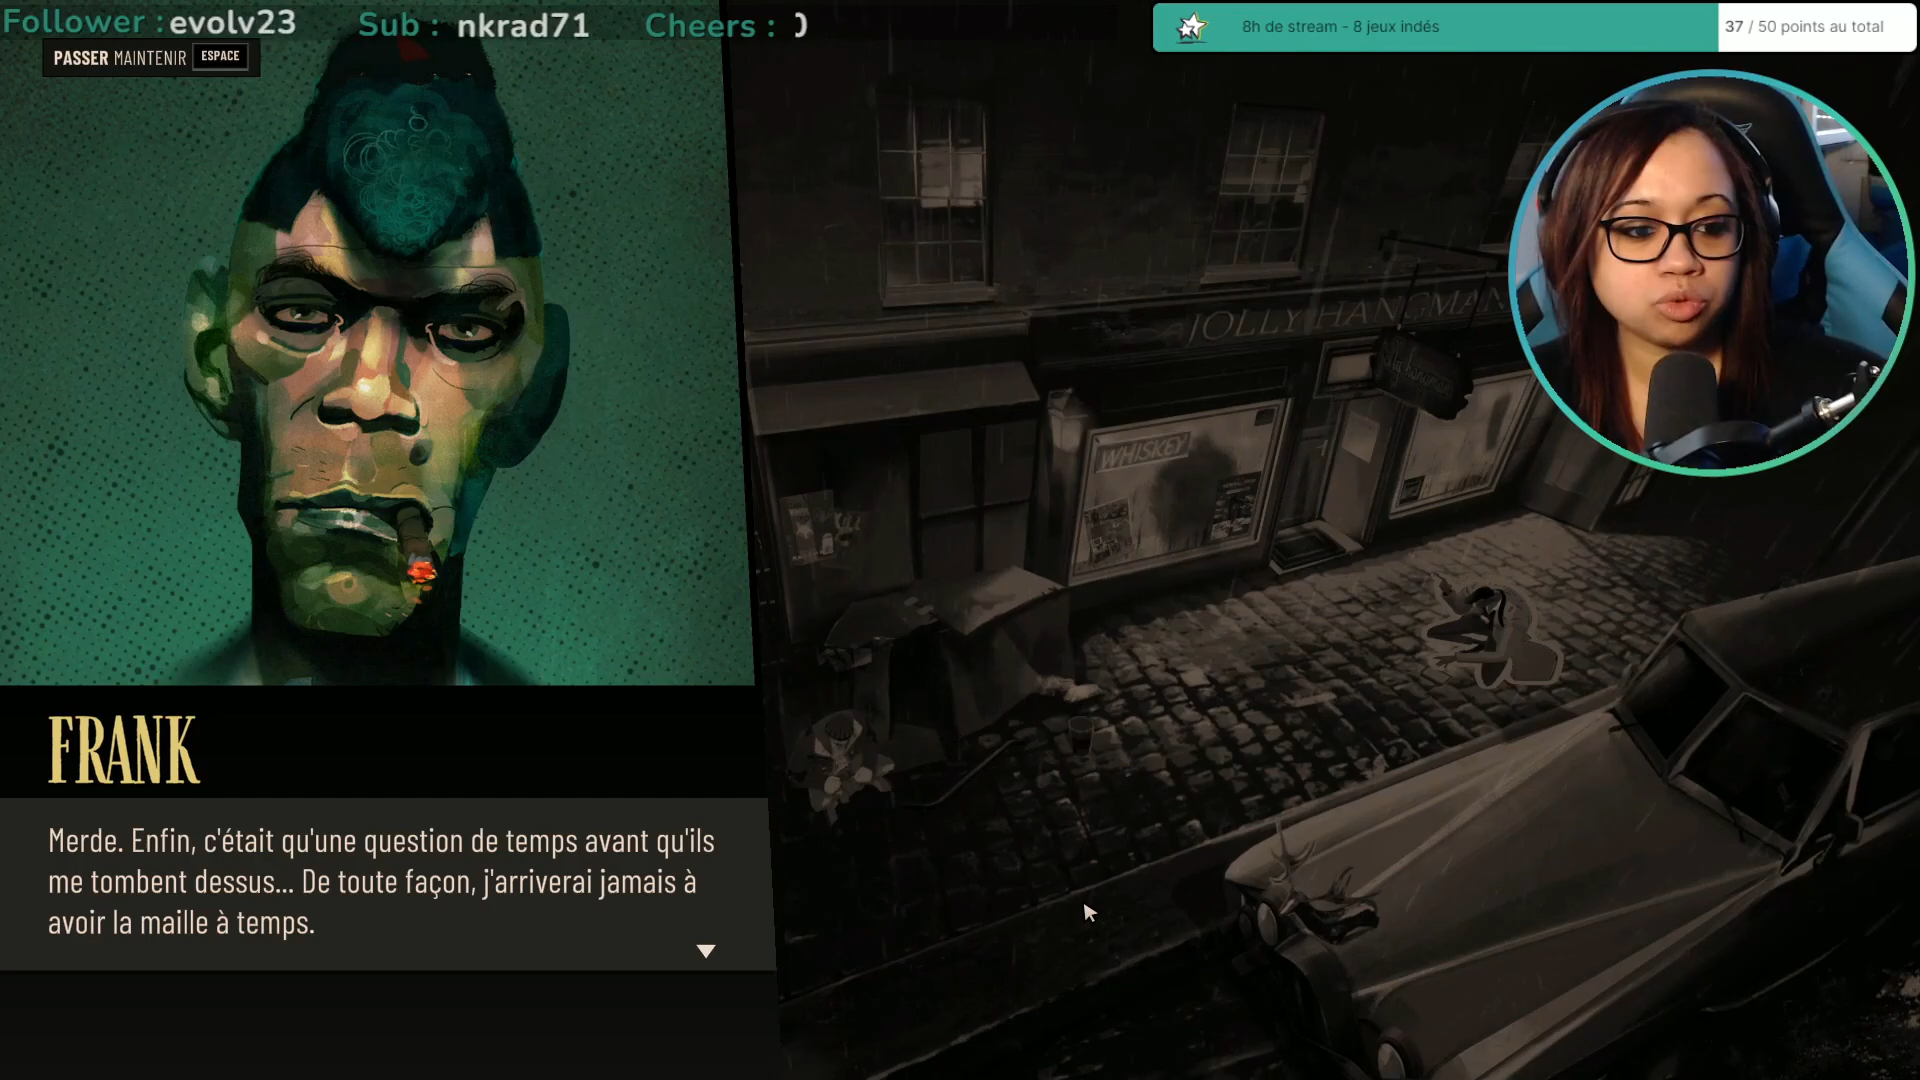 Follower : evolv23
Sub : nkrad71
Cheers :
8h de stream - 8 jeux indés
37 / 50 points au total
PASSER MAINTENIR ESPACE
JOLLY HANGMAN
WHISKEY
FRANK
Merde. Enfin, c'était qu'une question de temps avant qu'ils
me tombent dessus... De toute façon, j'arriverai jamais à
avoir la maille à temps.